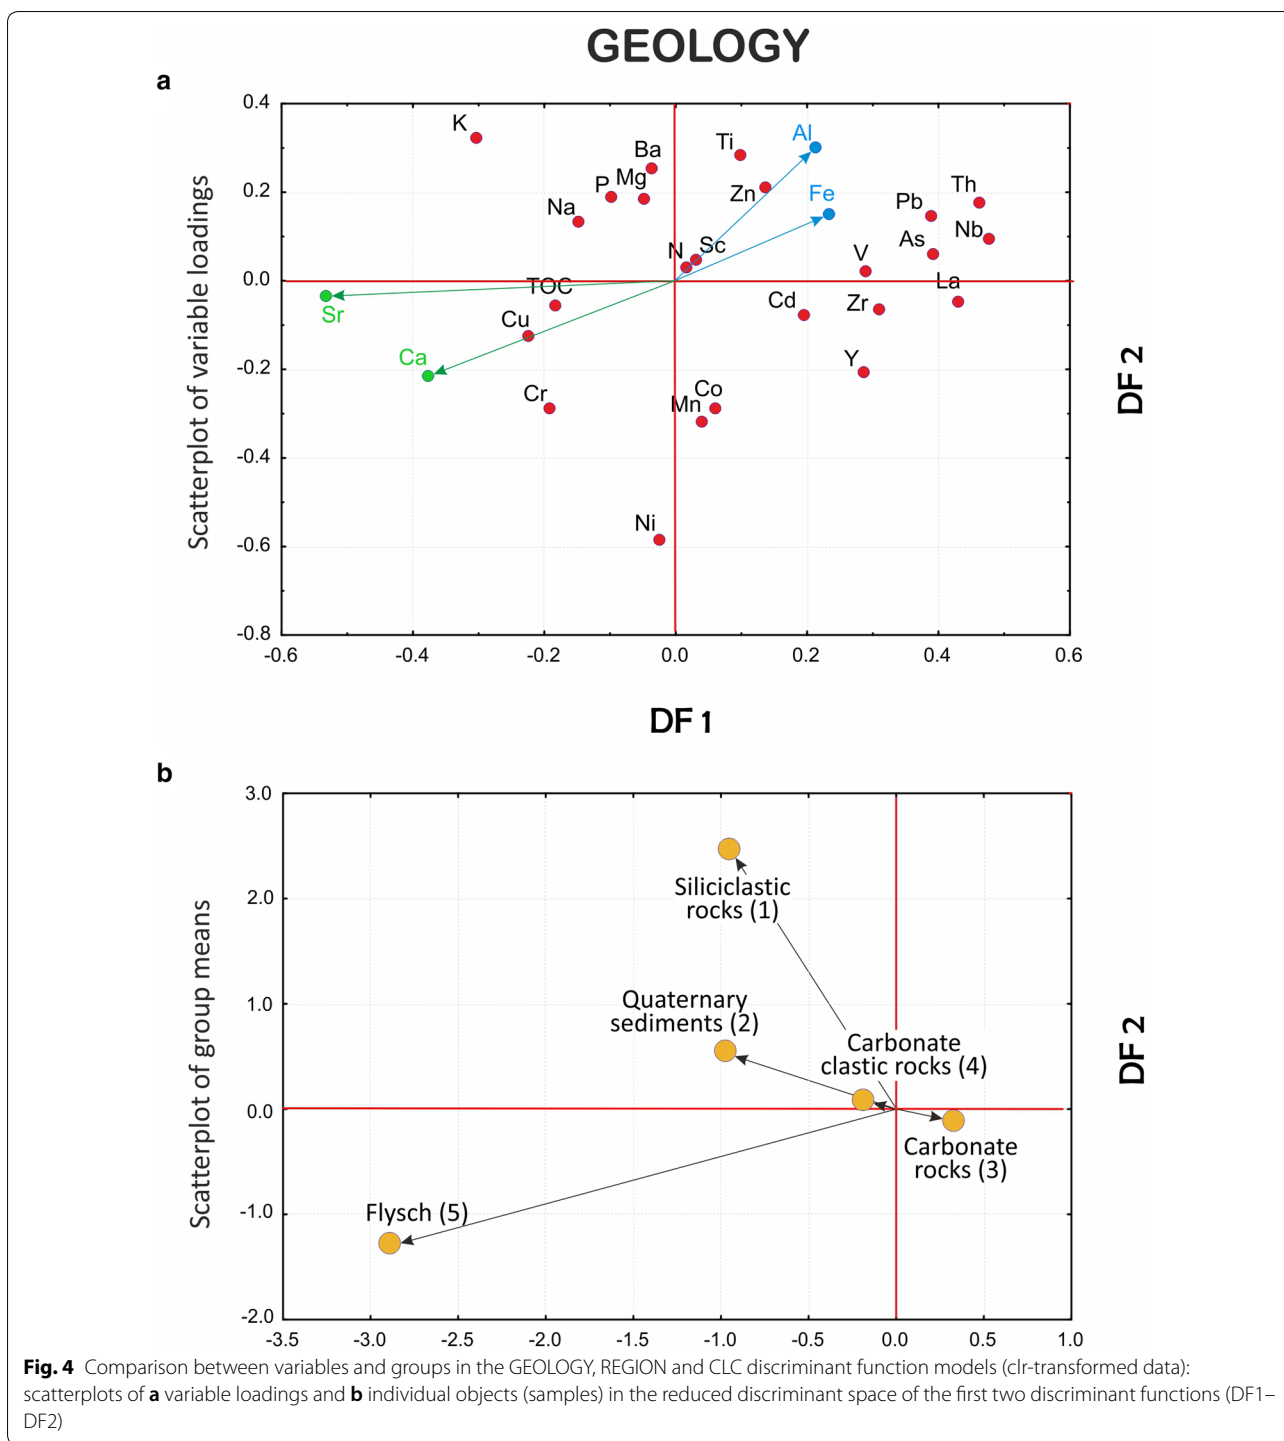 GEOLOGY
a
Scatterplot of variable loadings
0.4
0.2
0.0
-0.2
-0.4
-0.6
-0.8
K
Ba
Ti
Al
P
Mg
Zn
Fe
Na
Th
Pb
Nb
As
N
Sc
V
La
TOC
Sr
Cd
Zr
Cu
Ca
Y
Cr
Co
Mn
Ni
-0.6
-0.4
-0.2
0.0
0.2
0.4
0.6
DF 1
DF 2
b
Scatterplot of group means
3.0
2.0
1.0
0.0
-1.0
-2.0
Siliciclastic
rocks (1)
Quaternary
sediments (2)
Carbonate
clastic rocks (4)
Carbonate
rocks (3)
Flysch (5)
-3.5
-3.0
-2.5
-2.0
-1.5
-1.0
-0.5
0.0
0.5
1.0
DF 2
Fig. 4 Comparison between variables and groups in the GEOLOGY, REGION and CLC discriminant function models (clr-transformed data):
scatterplots of a variable loadings and b individual objects (samples) in the reduced discriminant space of the first two discriminant functions (DF1–
DF2)